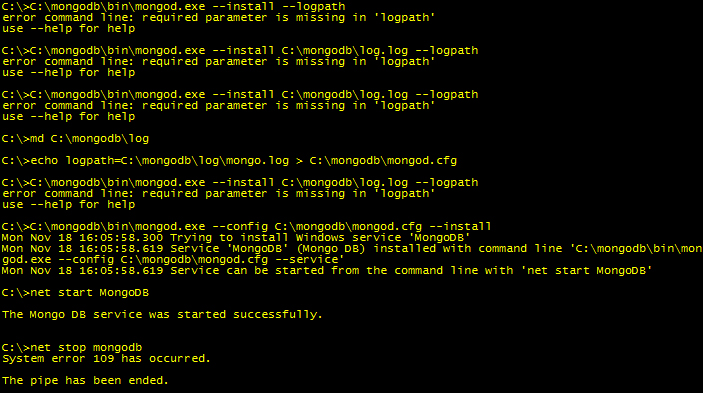 C:\>C:\mongodb\bin\mongod.exe --install --logpath
error command line: required parameter is missing in 'logpath'
use --help for help
C:\>C:\mongodb\bin\mongod.exe --install C:\mongodb\log.log --logpath
error command line: required parameter is missing in 'logpath'
use --help for help
C:\>C:\mongodb\bin\mongod.exe --install C:\mongodb\log.log --logpath
error command line: required parameter is missing in 'logpath'
use --help for help
C:\>md C:\mongodb\log
C:\>echo logpath=C:\mongodb\log\mongo.log > C:\mongodb\mongod.cfg
C:\>C:\mongodb\bin\mongod.exe --install C:\mongodb\log.log --logpath
error command line: required parameter is missing in 'logpath'
use --help for help
C:\>C:\mongodb\bin\mongod.exe --config C:\mongodb\mongod.cfg --install
Mon Nov 18 16:05:58.300 Trying to install Windows service 'MongoDB'
Mon Nov 18 16:05:58.619 Service 'MongoDB' (Mongo DB) installed with command line 'C:\mongodb\bin\mon
god.exe --config C:\mongodb\mongod.cfg --service'
Mon Nov 18 16:05:58.619 Service can be started from the command line with 'net start MongoDB'
C:\>net start MongoDB
The Mongo DB service was started successfully.
C:\>net stop mongodb
System error 109 has occurred.
The pipe has been ended.